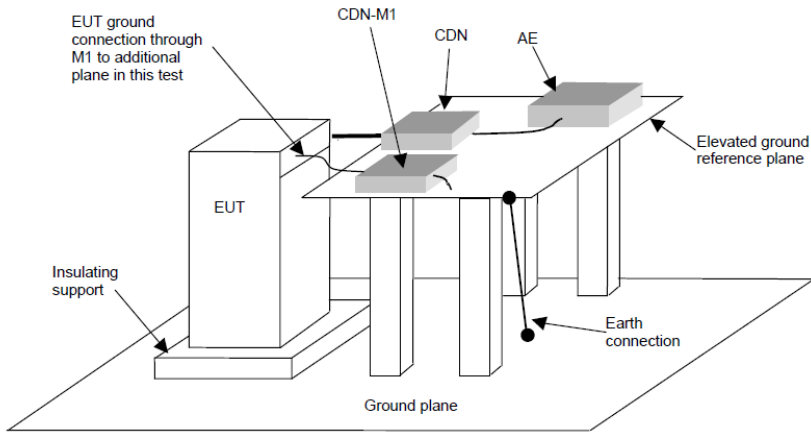 EUT ground
connection through
M1 to additional
plane in this test
CDN-M1
CDN
AE
Elevated ground
reference plane
EUT
Insulating
support
Earth
connection
Ground plane